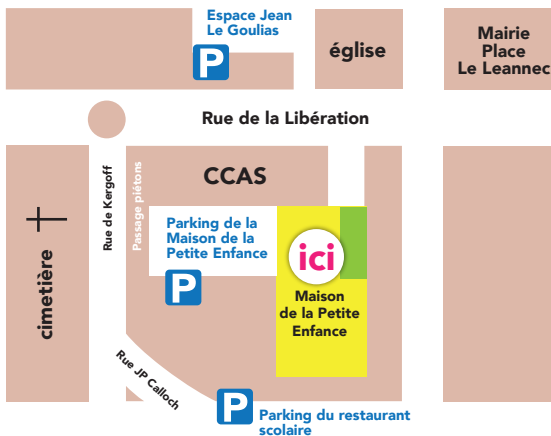 Espace Jean
Le Goulias
P
église
Mairie
Place
Le Leannec
Rue de la Libération
CCAS
Rue de Kergoff
Passage piétons
cimetière
Parking de la
Maison de la
Petite Enfance
P
ici
Maison
de la Petite
Enfance
Rue JP Calloch
P
Parking du restaurant
scolaire